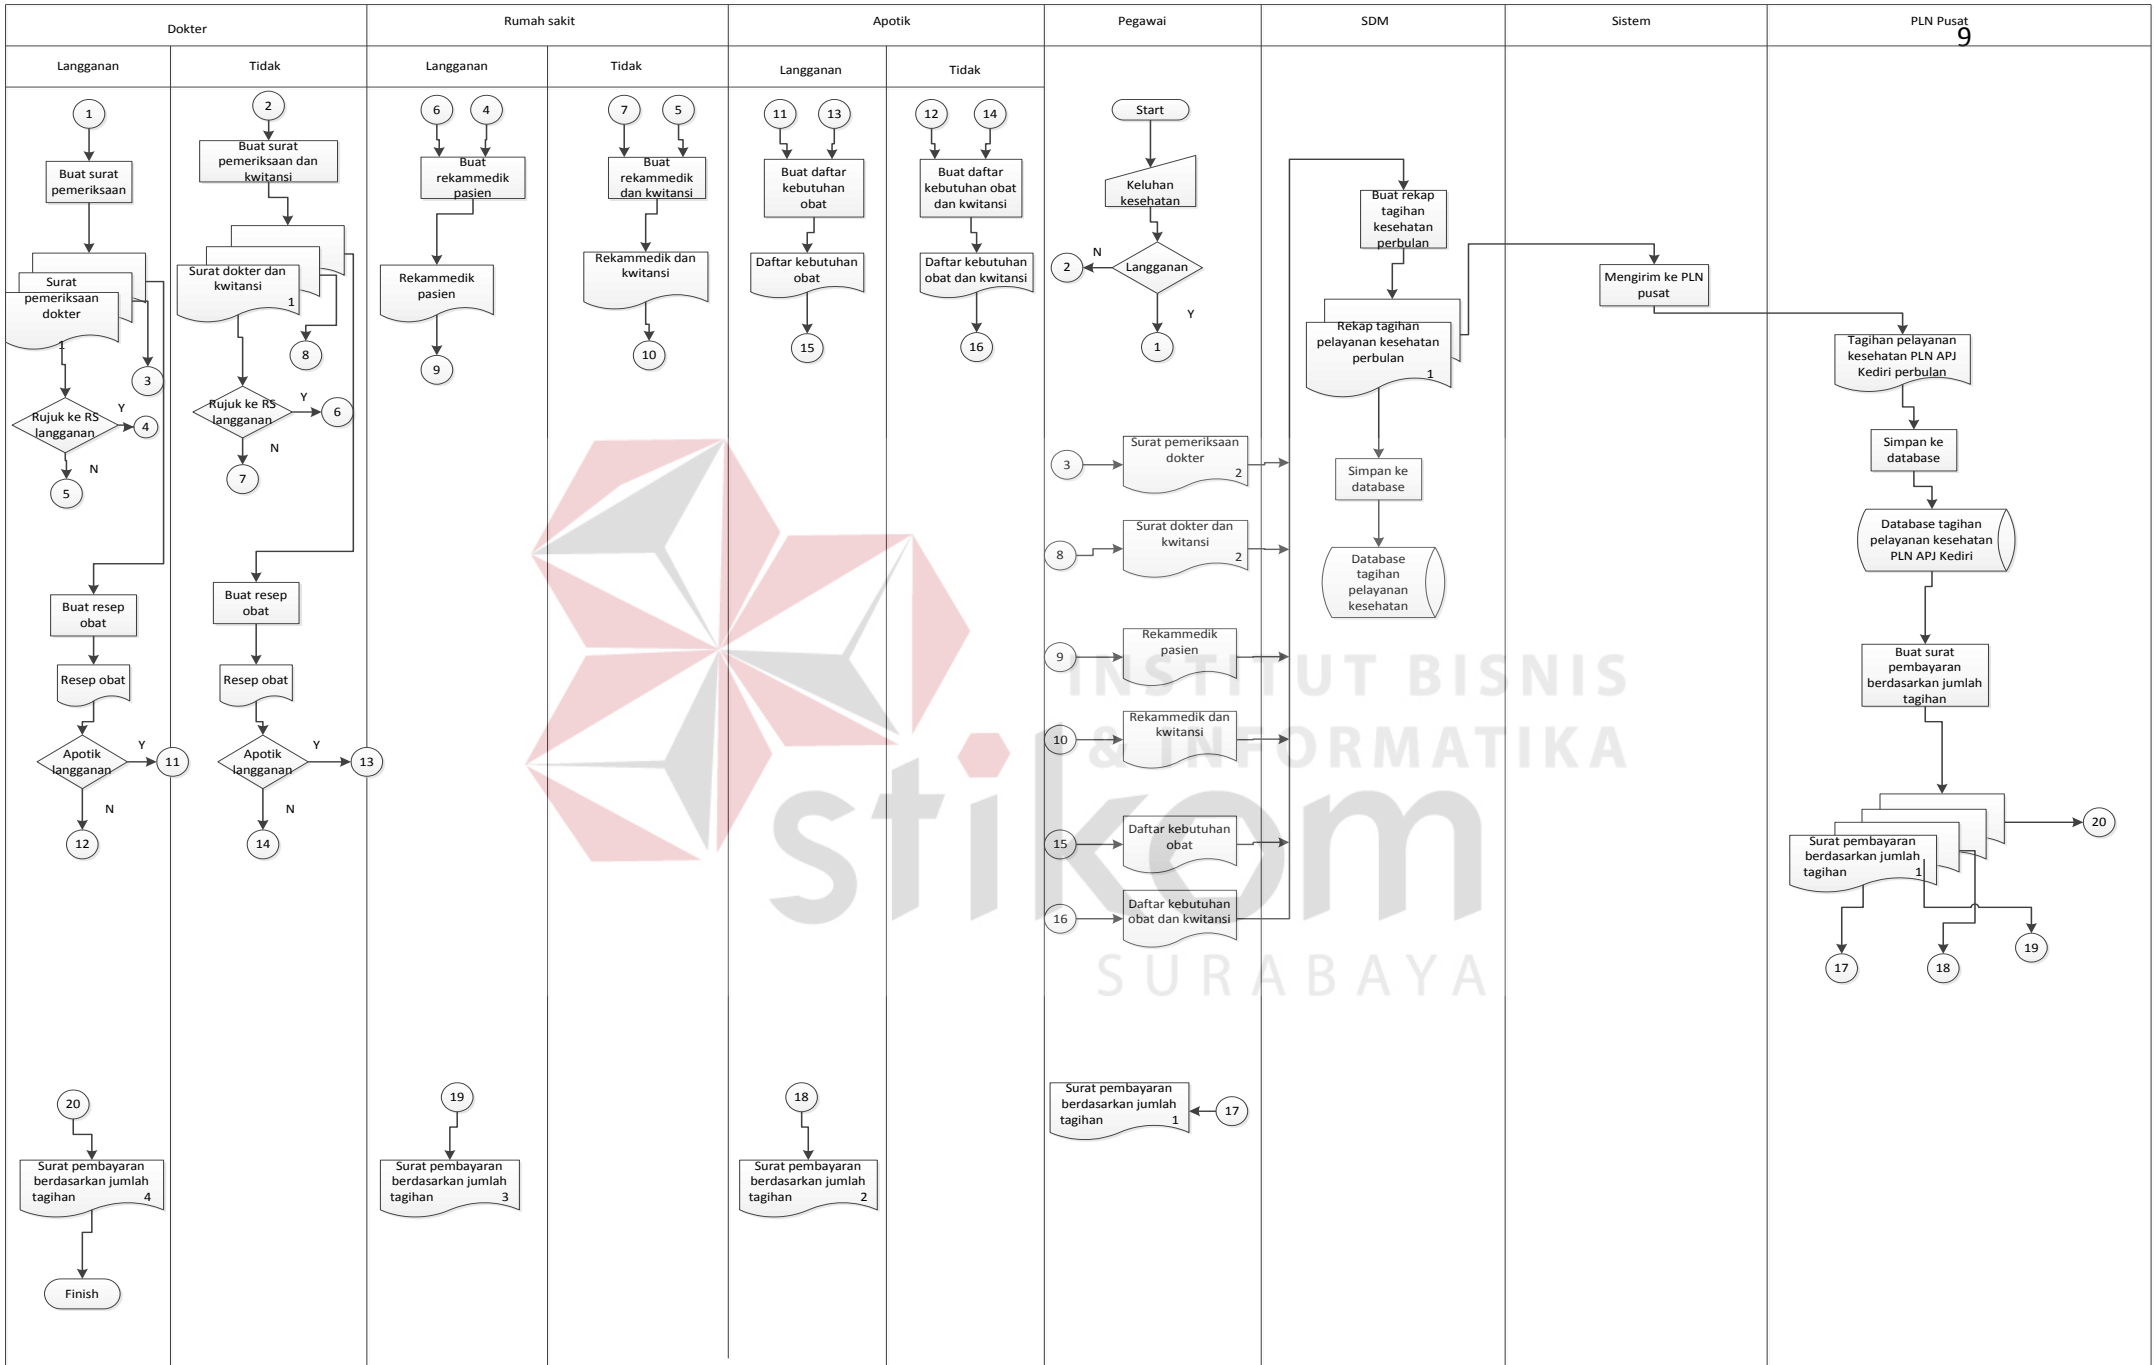 Dokter
Rumah sakit
Apotik
Pegawai
SDM
Sistem
PLN Pusat
9
Langganan
Tidak
Langganan
Tidak
Langganan
Tidak
1
Buat surat
pemeriksaan
Surat
pemeriksaan
dokter
1
3
Rujuk ke RS
langganan
Y
4
N
5
Buat resep
obat
Resep obat
Apotik
langganan
Y
11
N
12
20
Surat pembayaran
berdasarkan jumlah
tagihan 4
Finish
2
Buat surat
pemeriksaan dan
kwitansi
Surat dokter dan
kwitansi
1
8
Rujuk ke RS
langganan
Y
6
N
7
Buat resep
obat
Resep obat
Apotik
langganan
Y
13
N
14
6
4
Buat
rekammedik
pasien
Rekammedik
pasien
9
19
Surat pembayaran
berdasarkan jumlah
tagihan 3
7
5
Buat
rekammedik
dan kwitansi
Rekammedik dan
kwitansi
10
11
13
Buat daftar
kebutuhan
obat
Daftar kebutuhan
obat
15
18
Surat pembayaran
berdasarkan jumlah
tagihan 2
12
14
Buat daftar
kebutuhan obat
dan kwitansi
Daftar kebutuhan
obat dan kwitansi
16
Start
Keluhan
kesehatan
Langganan
N
2
Y
1
3
Surat pemeriksaan
dokter
2
8
Surat dokter dan
kwitansi
2
9
Rekammedik
pasien
10
Rekammedik dan
kwitansi
15
Daftar kebutuhan
obat
16
Daftar kebutuhan
obat dan kwitansi
Surat pembayaran
berdasarkan jumlah
tagihan 1
17
Buat rekap
tagihan
kesehatan
perbulan
Rekap tagihan
pelayanan kesehatan
perbulan
1
Simpan ke
database
Database
tagihan
pelayanan
kesehatan
Mengirim ke PLN
pusat
Tagihan pelayanan
kesehatan PLN APJ
Kediri perbulan
Simpan ke
database
Database tagihan
pelayanan kesehatan
PLN APJ Kediri
Buat surat
pembayaran
berdasarkan jumlah
tagihan
20
Surat pembayaran
berdasarkan jumlah
tagihan 1
17
18
19
INSTITUT BISNIS
& INFORMATIKA
stikom
SURABAYA